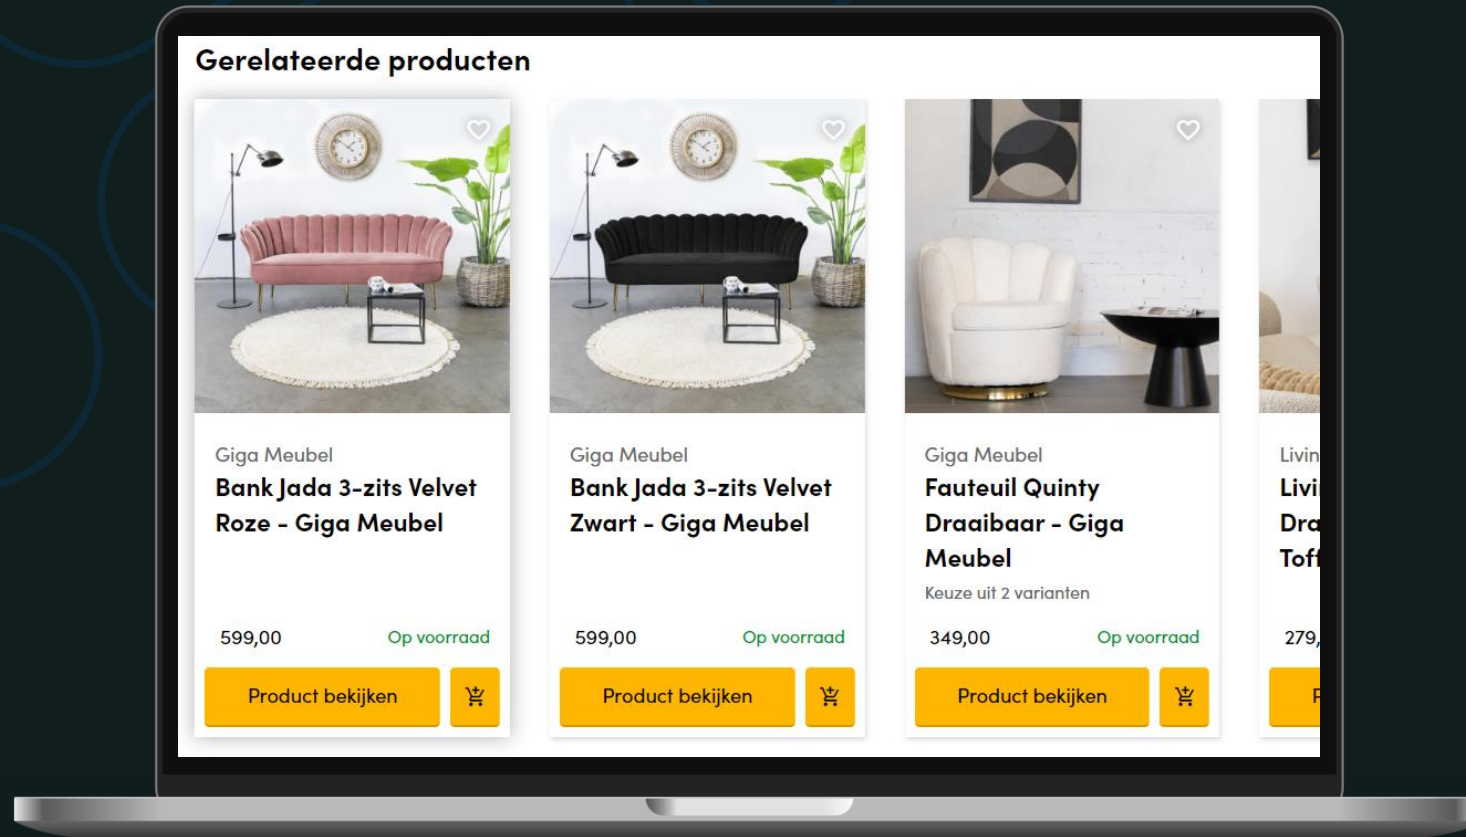 Gerelateerde producten
Giga Meubel
Bank Jada 3-zits Velvet
Roze - Giga Meubel
599,00
Op voorraad
Product bekijken
Giga Meubel
Bank Jada 3-zits Velvet
Zwart - Giga Meubel
599,00
Op voorraad
Product bekijken
Giga Meubel
Fauteuil Quinty
Draaibaar - Giga
Meubel
Keuze uit 2 varianten
349,00
Op voorraad
Product bekijken
279,